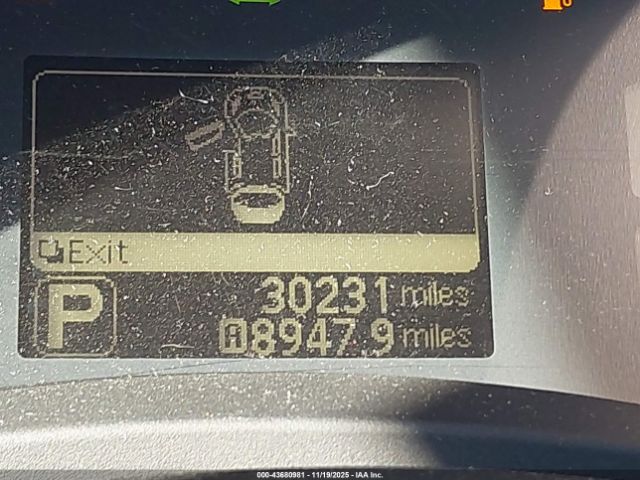 Exit
P 30231 miles
A 8947.9 miles
000-43680981 - 11/19/2025 - IAA Inc.